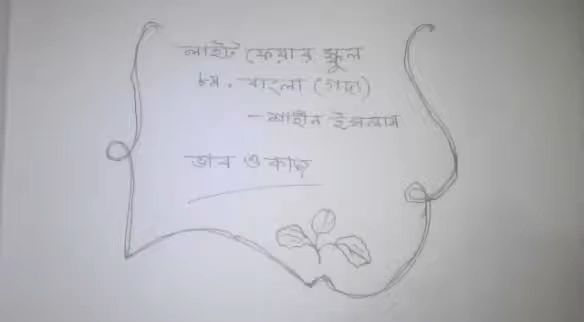 লাইট ফেয়ার স্কুল
৮ম. বাংলা (গদ্য)
- শাহীন ইসলাম
ভাব ও কাজ